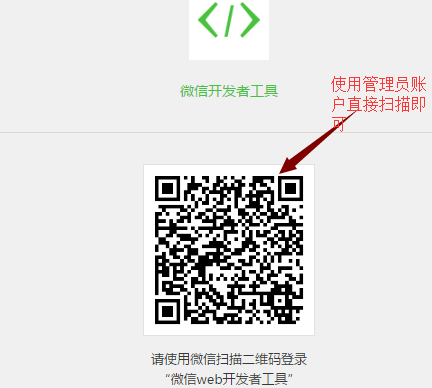 </>
微信开发者工具
使用管理员账
户直接扫描即
可
请使用微信扫描二维码登录
“微信web开发者工具”